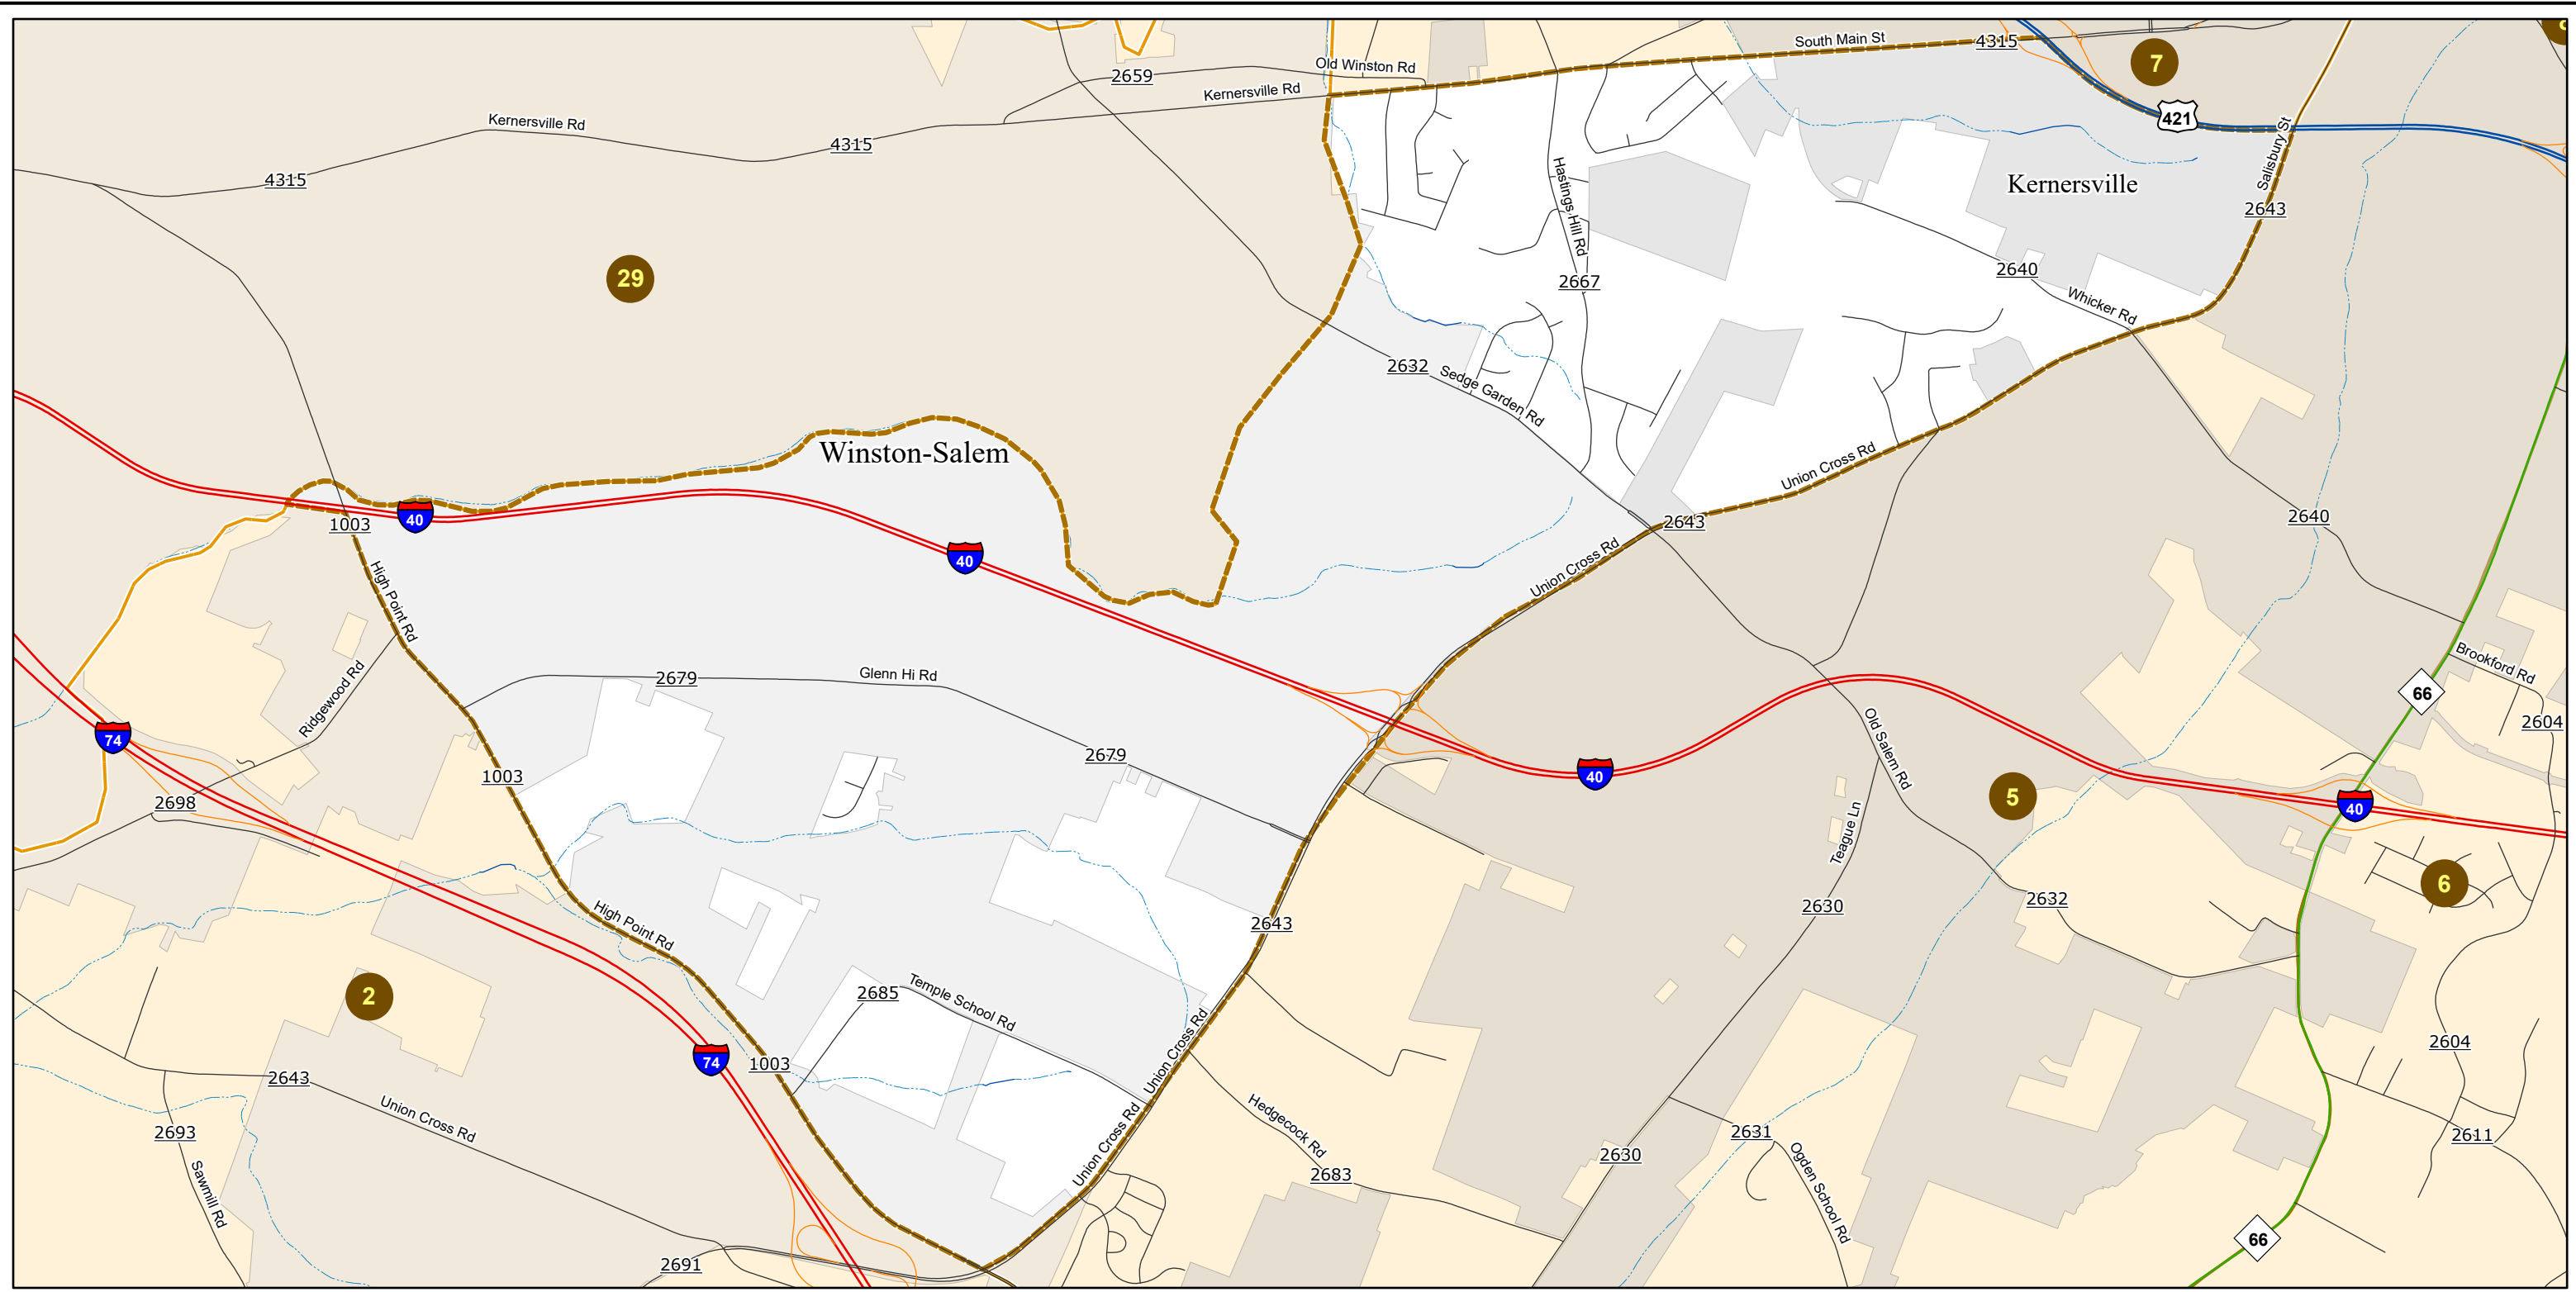 South Main St
4315
7
Old Winston Rd
2659
Kernersville Rd
421
Kernersville Rd
4315
4315
Salisbury St
Kernersville
Hastings Hill Rd
2643
29
2667
2640
Whicker Rd
2632
Sedge Garden Rd
Winston-Salem
Union Cross Rd
1003
40
2643
2640
40
Union Cross Rd
High Point Rd
Ridgewood Rd
2679
Glenn Hi Rd
Brookford Rd
66
2604
74
Old Salem Rd
2679
1003
40
5
40
2698
Teague Ln
6
2632
2630
High Point Rd
2643
2
2685
Temple School Rd
Union Cross Rd
74
1003
2604
2643
Union Cross Rd
Hedgecock Rd
Union Cross Rd
2693
2631
2611
2630
Ogden School Rd
2683
Sawmill Rd
66
2691